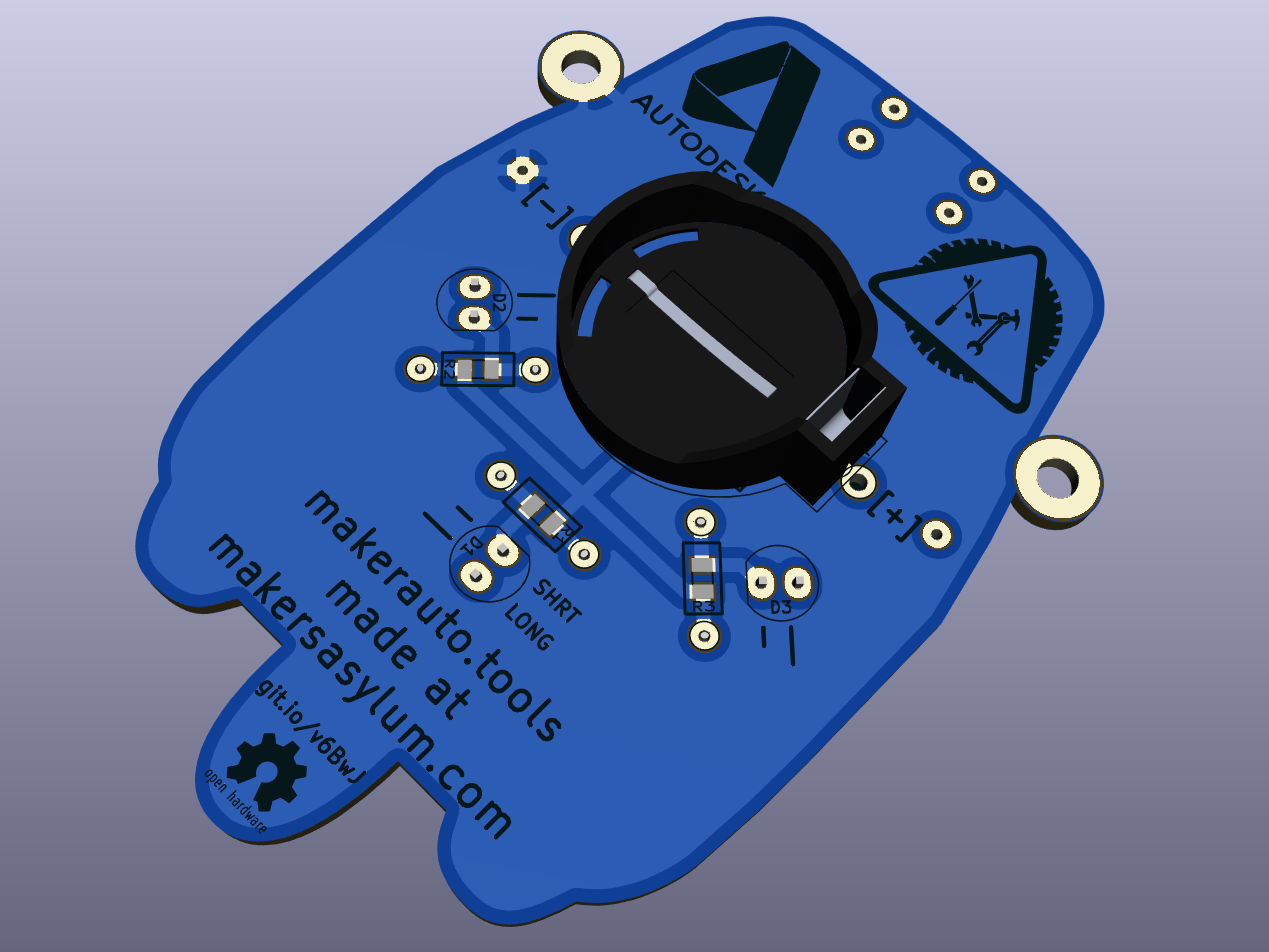 AUTODESK
[-]
D2
R2
[+]
R1
D1
SHRT
LONG
R3
D3
makerauto.tools
made at
makersasylum.com
git.io/v6BwJ
open hardware